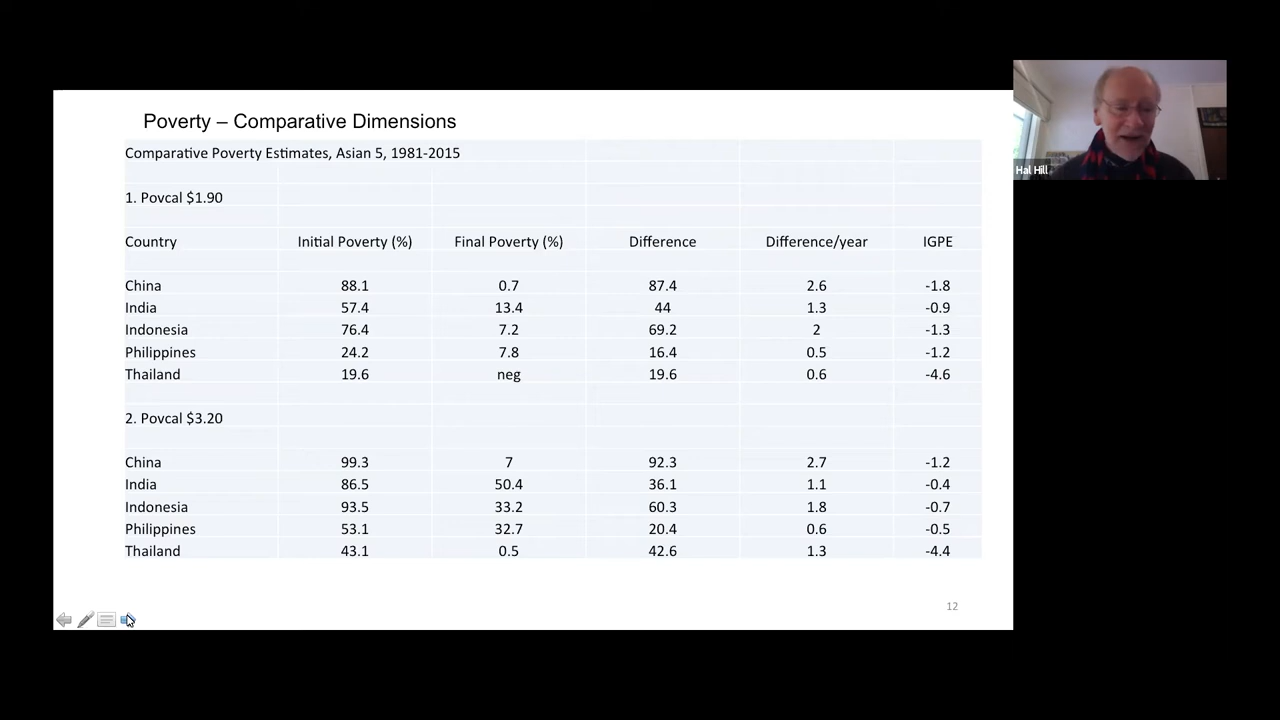 Poverty – Comparative Dimensions
Comparative Poverty Estimates, Asian 5, 1981-2015
1. Povcal $1.90
Country Initial Poverty (%) Final Poverty (%) Difference Difference/year IGPE
China 88.1 0.7 87.4 2.6 -1.8
India 57.4 13.4 44 1.3 -0.9
Indonesia 76.4 7.2 69.2 2 -1.3
Philippines 24.2 7.8 16.4 0.5 -1.2
Thailand 19.6 neg 19.6 0.6 -4.6
2. Povcal $3.20
China 99.3 7 92.3 2.7 -1.2
India 86.5 50.4 36.1 1.1 -0.4
Indonesia 93.5 33.2 60.3 1.8 -0.7
Philippines 53.1 32.7 20.4 0.6 -0.5
Thailand 43.1 0.5 42.6 1.3 -4.4
12
Hal Hill